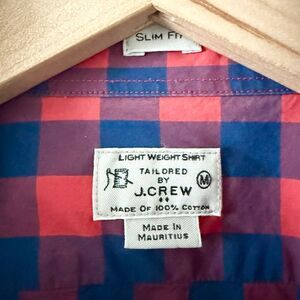 SLIM FIT
LIGHT WEIGHT SHIRT
TAILORED
BY
J.CREW
M
MADE OF 100% COTTON
MADE IN
MAURITIUS